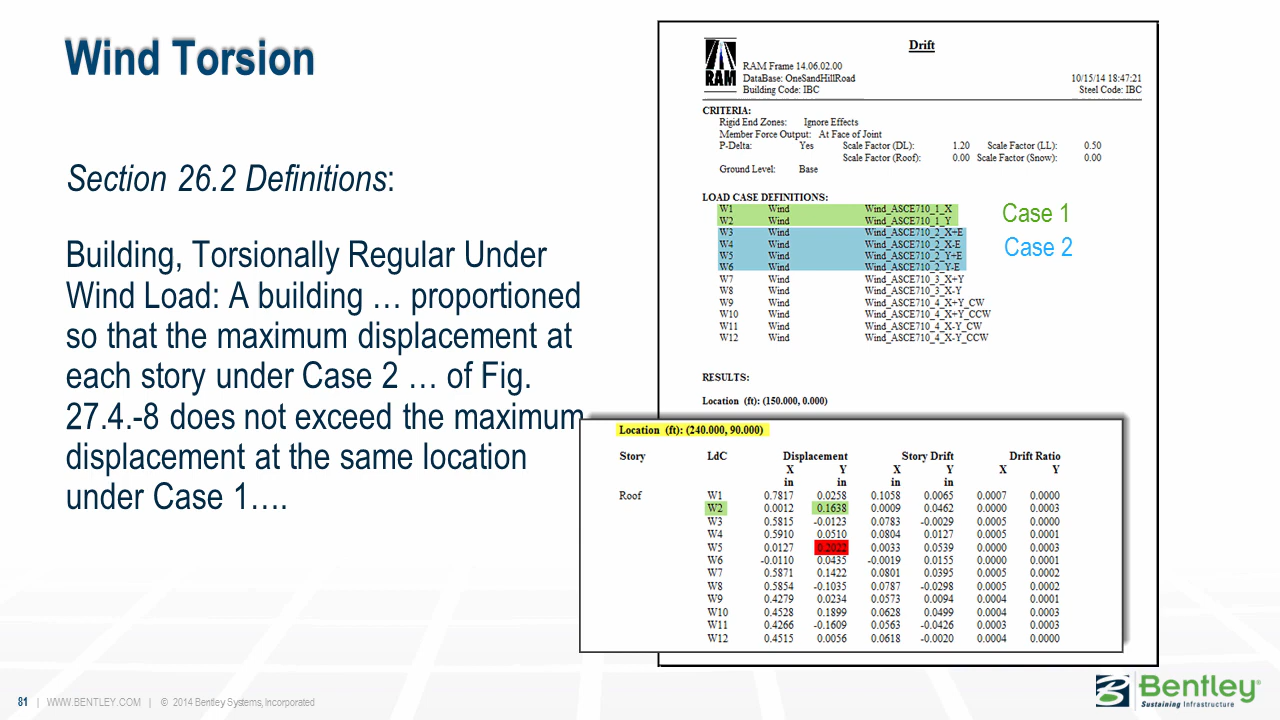 Wind Torsion
Section 26.2 Definitions:
Building, Torsionally Regular Under
Wind Load: A building … proportioned
so that the maximum displacement at
each story under Case 2 … of Fig.
27.4.-8 does not exceed the maximum
displacement at the same location
under Case 1….
Drift
RAM
RAM Frame 14.06.02.00
DataBase: OneSandHillRoad 10/15/14 18:47:21
Building Code: IBC Steel Code: IBC
CRITERIA:
Rigid End Zones: Ignore Effects
Member Force Output: At Face of Joint
P-Delta: Yes Scale Factor (DL): 1.20 Scale Factor (LL): 0.50
Scale Factor (Roof): 0.00 Scale Factor (Snow): 0.00
Ground Level: Base
LOAD CASE DEFINITIONS:
W1 Wind Wind_ASCE710_1_X
W2 Wind Wind_ASCE710_1_Y
W3 Wind Wind_ASCE710_2_X+E
W4 Wind Wind_ASCE710_2_X-E
W5 Wind Wind_ASCE710_2_Y+E
W6 Wind Wind_ASCE710_2_Y-E
W7 Wind Wind_ASCE710_3_X+Y
W8 Wind Wind_ASCE710_3_X-Y
W9 Wind Wind_ASCE710_4_X+Y_CW
W10 Wind Wind_ASCE710_4_X+Y_CCW
W11 Wind Wind_ASCE710_4_X-Y_CW
W12 Wind Wind_ASCE710_4_X-Y_CCW
Case 1
Case 2
RESULTS:
Location (ft): (150.000, 0.000)
Location (ft): (240.000, 90.000)
Story LdC Displacement Story Drift Drift Ratio
X Y X Y X Y
in in in in
Roof W1 0.7817 0.0258 0.1058 0.0065 0.0007 0.0000
W2 0.0012 0.1638 0.0009 0.0462 0.0000 0.0003
W3 0.5815 -0.0123 0.0783 -0.0029 0.0005 0.0000
W4 0.5910 0.0510 0.0804 0.0127 0.0005 0.0001
W5 0.0127 0.2022 0.0033 0.0539 0.0000 0.0003
W6 -0.0110 0.0435 -0.0019 0.0155 0.0000 0.0001
W7 0.5871 0.1422 0.0801 0.0395 0.0005 0.0002
W8 0.5854 -0.1035 0.0787 -0.0298 0.0005 0.0002
W9 0.4279 0.0234 0.0573 0.0094 0.0004 0.0001
W10 0.4528 0.1899 0.0628 0.0499 0.0004 0.0003
W11 0.4266 -0.1609 0.0563 -0.0426 0.0003 0.0003
W12 0.4515 0.0056 0.0618 -0.0020 0.0004 0.0000
81 | WWW.BENTLEY.COM | © 2014 Bentley Systems, Incorporated
Bentley®
Sustaining Infrastructure